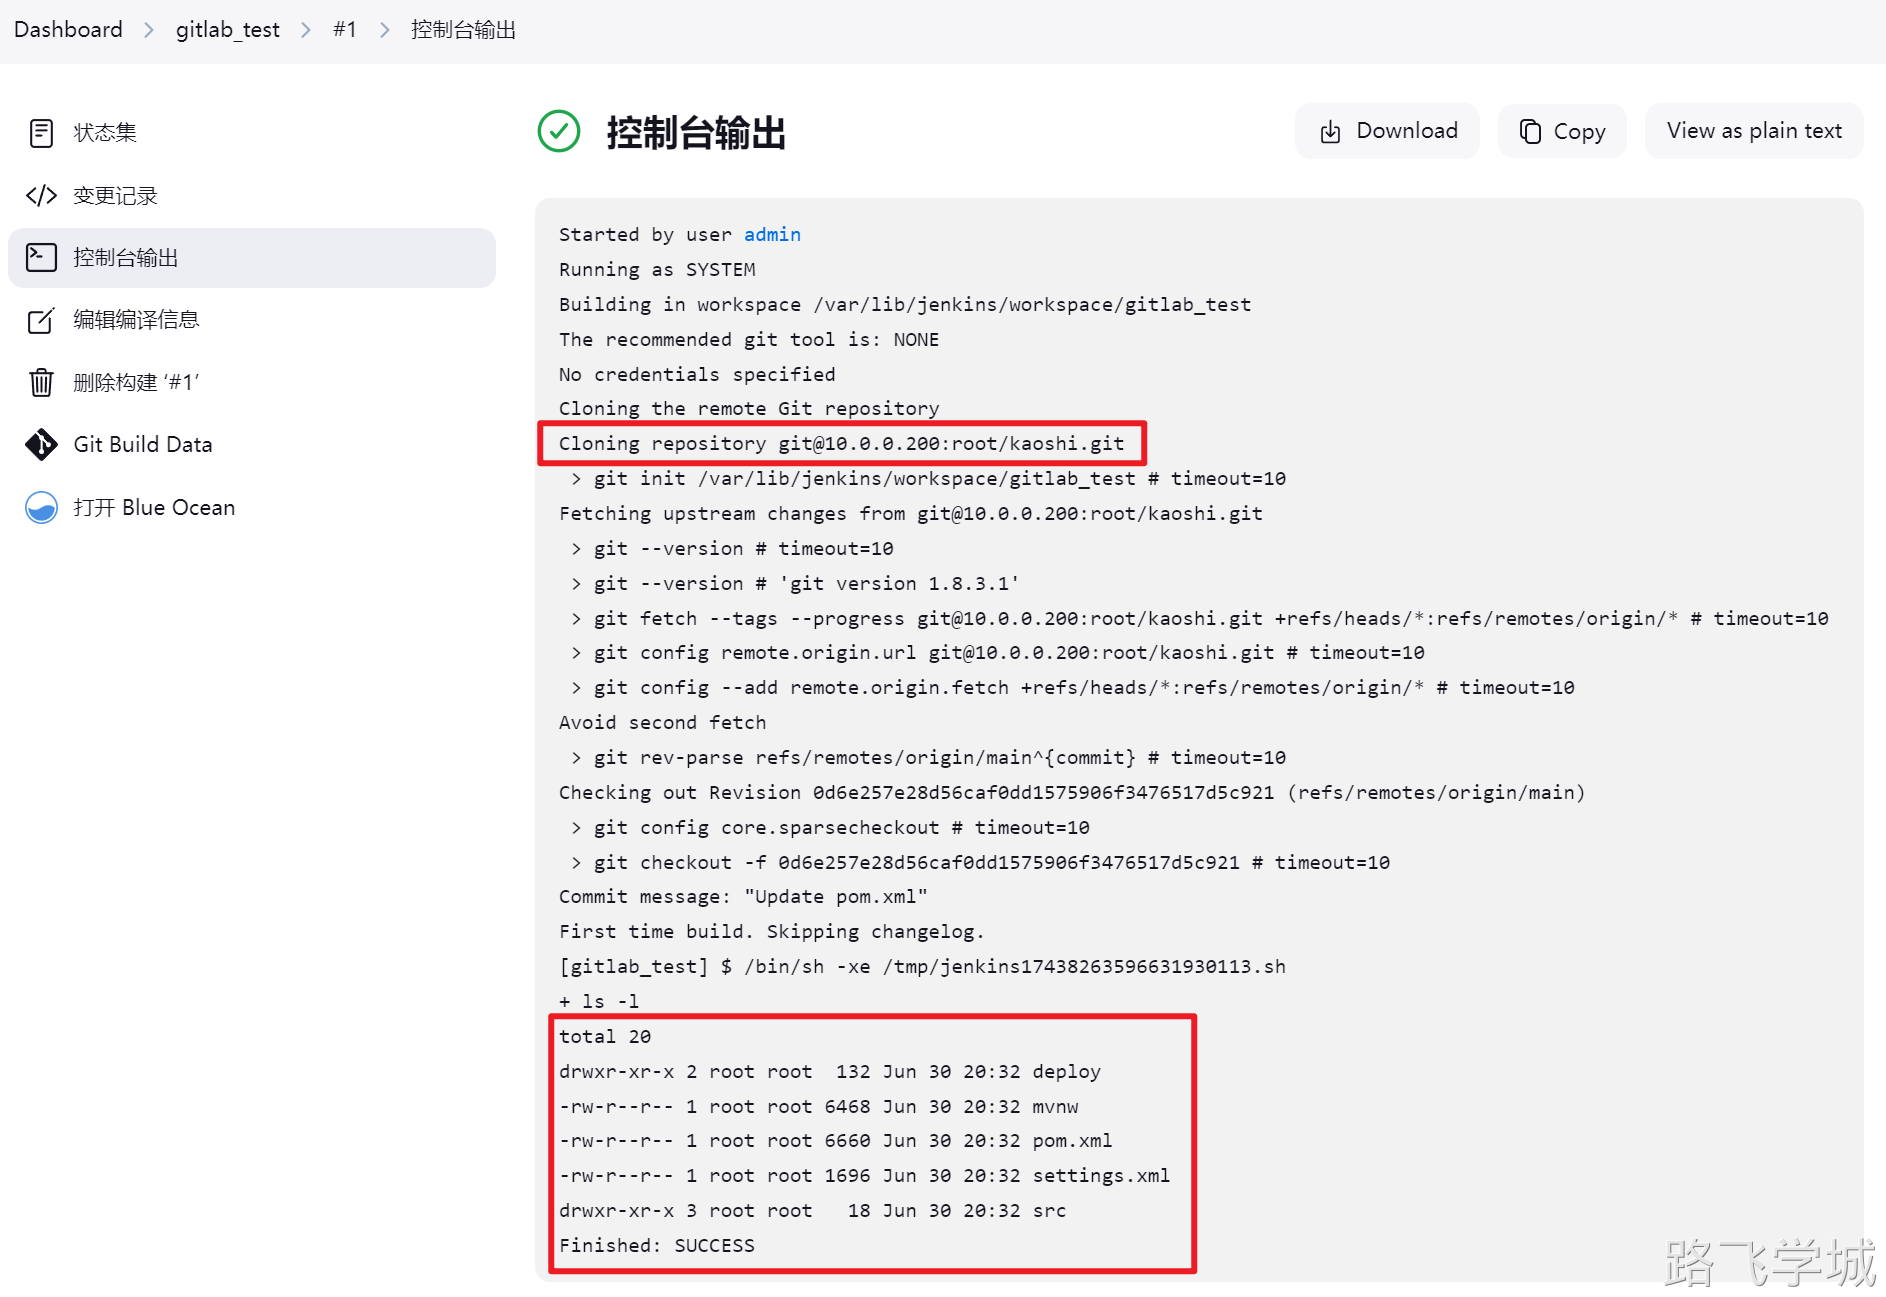 Dashboard > gitlab_test > #1 > 控制台输出
状态集
变更记录
控制台输出
编辑编译信息
删除构建 ‘#1’
Git Build Data
打开 Blue Ocean
控制台输出
Download
Copy
View as plain text
Started by user admin
Running as SYSTEM
Building in workspace /var/lib/jenkins/workspace/gitlab_test
The recommended git tool is: NONE
No credentials specified
Cloning the remote Git repository
Cloning repository git@10.0.0.200:root/kaoshi.git
 > git init /var/lib/jenkins/workspace/gitlab_test # timeout=10
Fetching upstream changes from git@10.0.0.200:root/kaoshi.git
 > git --version # timeout=10
 > git --version # 'git version 1.8.3.1'
 > git fetch --tags --progress git@10.0.0.200:root/kaoshi.git +refs/heads/*:refs/remotes/origin/* # timeout=10
 > git config remote.origin.url git@10.0.0.200:root/kaoshi.git # timeout=10
 > git config --add remote.origin.fetch +refs/heads/*:refs/remotes/origin/* # timeout=10
Avoid second fetch
 > git rev-parse refs/remotes/origin/main^{commit} # timeout=10
Checking out Revision 0d6e257e28d56caf0dd1575906f3476517d5c921 (refs/remotes/origin/main)
 > git config core.sparsecheckout # timeout=10
 > git checkout -f 0d6e257e28d56caf0dd1575906f3476517d5c921 # timeout=10
Commit message: "Update pom.xml"
First time build. Skipping changelog.
[gitlab_test] $ /bin/sh -xe /tmp/jenkins17438263596631930113.sh
+ ls -l
total 20
drwxr-xr-x 2 root root  132 Jun 30 20:32 deploy
-rw-r--r-- 1 root root 6468 Jun 30 20:32 mvnw
-rw-r--r-- 1 root root 6660 Jun 30 20:32 pom.xml
-rw-r--r-- 1 root root 1696 Jun 30 20:32 settings.xml
drwxr-xr-x 3 root root   18 Jun 30 20:32 src
Finished: SUCCESS
路飞学城